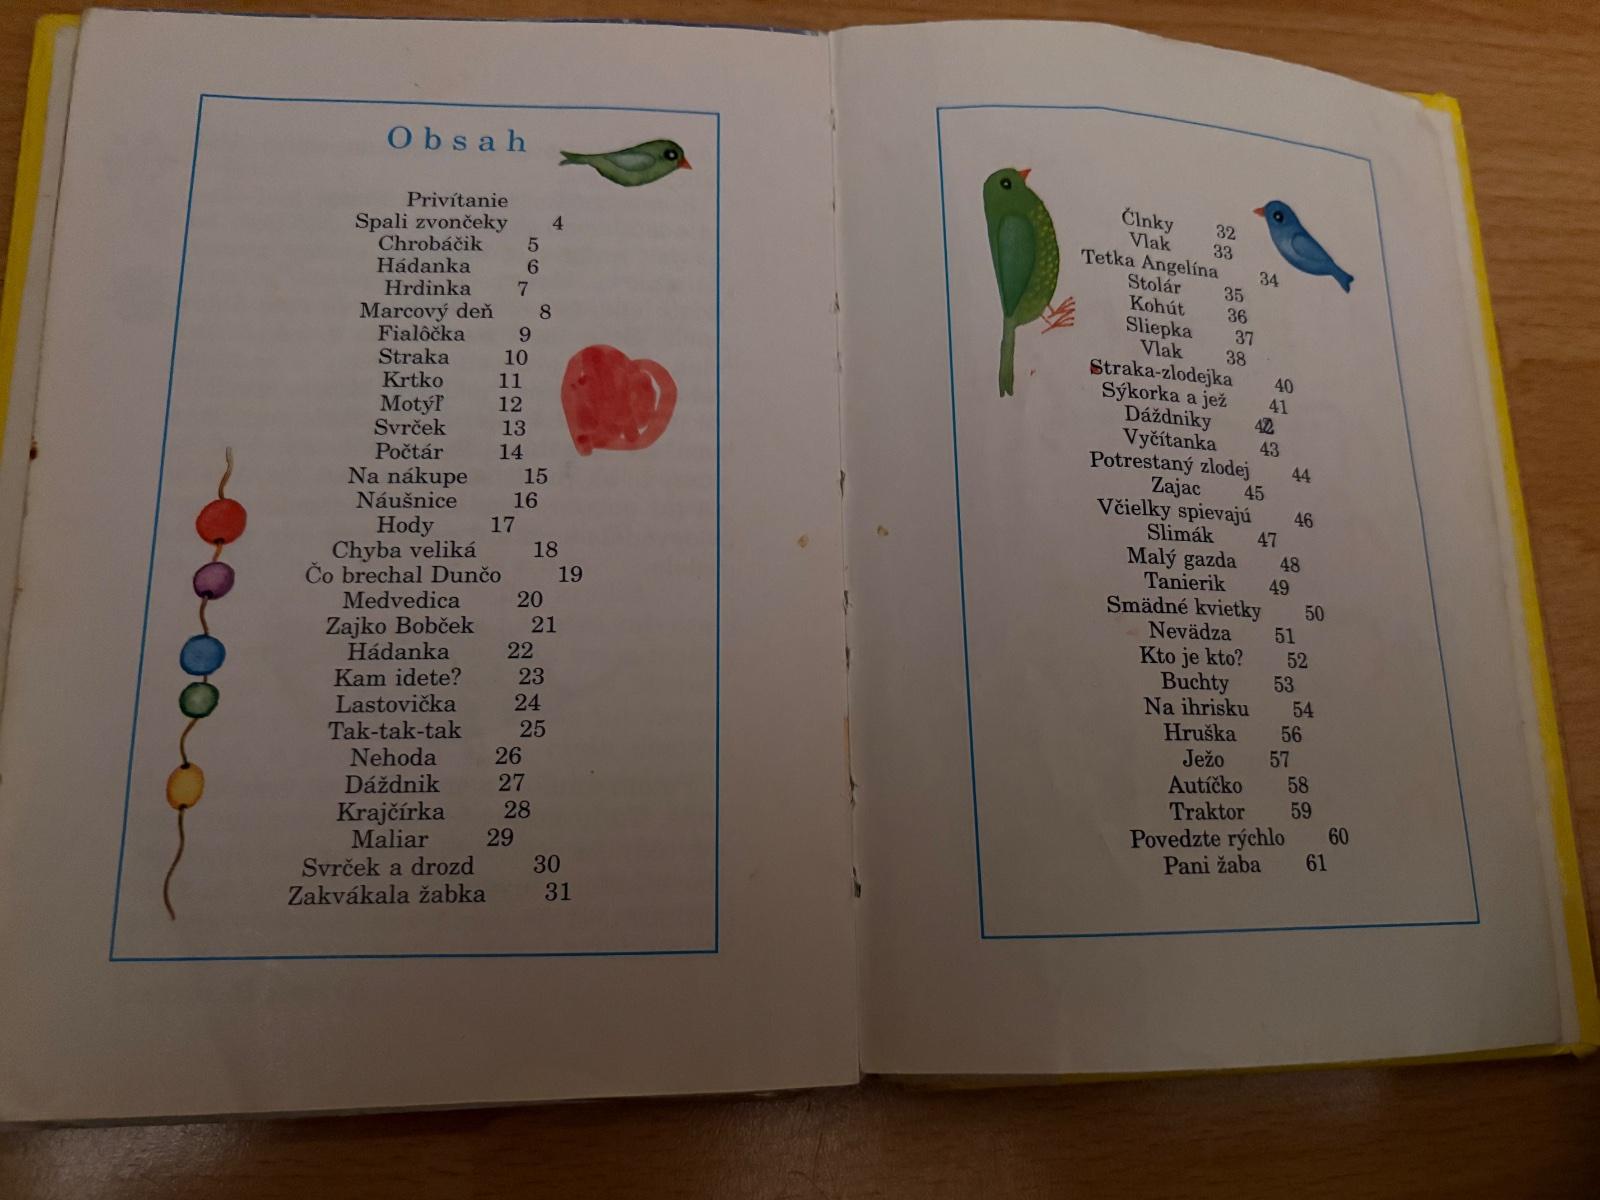 Obsah
Privítanie
Spali zvončeky 4
Chrobáčik 5
Hádanka 6
Hrdinka 7
Marcový deň 8
Fialôčka 9
Straka 10
Krtko 11
Motýľ 12
Svrček 13
Počtár 14
Na nákupe 15
Náušnice 16
Hody 17
Chyba veliká 18
Čo brechal Dunčo 19
Medvedica 20
Zajko Bobček 21
Hádanka 22
Kam idete? 23
Lastovička 24
Tak-tak-tak 25
Nehoda 26
Dáždnik 27
Krajčírka 28
Maliar 29
Svrček a drozd 30
Zakvákala žabka 31
Člnky 32
Vlak 33
Tetka Angelína 34
Stolár 35
Kohút 36
Sliepka 37
Vlak 38
Straka-zlodejka 40
Sýkorka a jež 41
Dáždniky 42
Vyčítanka 43
Potrestaný zlodej 44
Zajac 45
Včielky spievajú 46
Slimák 47
Malý gazda 48
Tanierik 49
Smädné kvietky 50
Nevädza 51
Kto je kto? 52
Buchty 53
Na ihrisku 54
Hruška 56
Ježo 57
Autíčko 58
Traktor 59
Povedzte rýchlo 60
Pani žaba 61